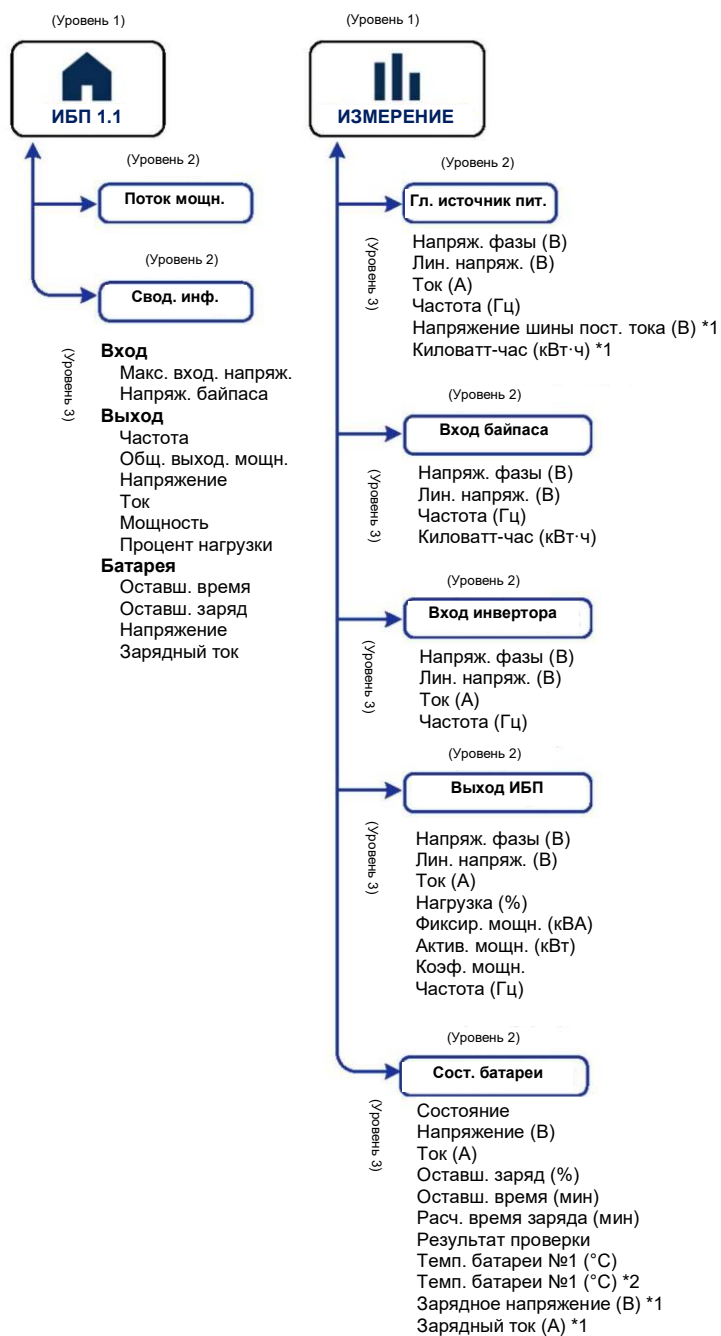 (Уровень 1)
ИБП 1.1
(Уровень 2)
Поток мощн.
(Уровень 2)
Свод. инф.
(Уровень 3)
Вход
Макс. вход. напряж.
Напряж. байпаса
Выход
Частота
Общ. выход. мощн.
Напряжение
Ток
Мощность
Процент нагрузки
Батарея
Оставш. время
Оставш. заряд
Напряжение
Зарядный ток
(Уровень 1)
ИЗМЕРЕНИЕ
(Уровень 2)
Гл. источник пит.
(Уровень 3)
Напряж. фазы (В)
Лин. напряж. (В)
Ток (А)
Частота (Гц)
Напряжение шины пост. тока (В) *1
Киловатт-час (кВт·ч) *1
(Уровень 2)
Вход байпаса
(Уровень 3)
Напряж. фазы (В)
Лин. напряж. (В)
Частота (Гц)
Киловатт-час (кВт·ч)
(Уровень 2)
Вход инвертора
(Уровень 3)
Напряж. фазы (В)
Лин. напряж. (В)
Ток (А)
Частота (Гц)
(Уровень 2)
Выход ИБП
(Уровень 3)
Напряж. фазы (В)
Лин. напряж. (В)
Ток (А)
Нагрузка (%)
Фиксир. мощн. (кВА)
Актив. мощн. (кВт)
Коэф. мощн.
Частота (Гц)
(Уровень 2)
Сост. батареи
(Уровень 3)
Состояние
Напряжение (В)
Ток (А)
Оставш. заряд (%)
Оставш. время (мин)
Расч. время заряда (мин)
Результат проверки
Темп. батареи №1 (°C)
Темп. батареи №1 (°C) *2
Зарядное напряжение (В) *1
Зарядный ток (А) *1